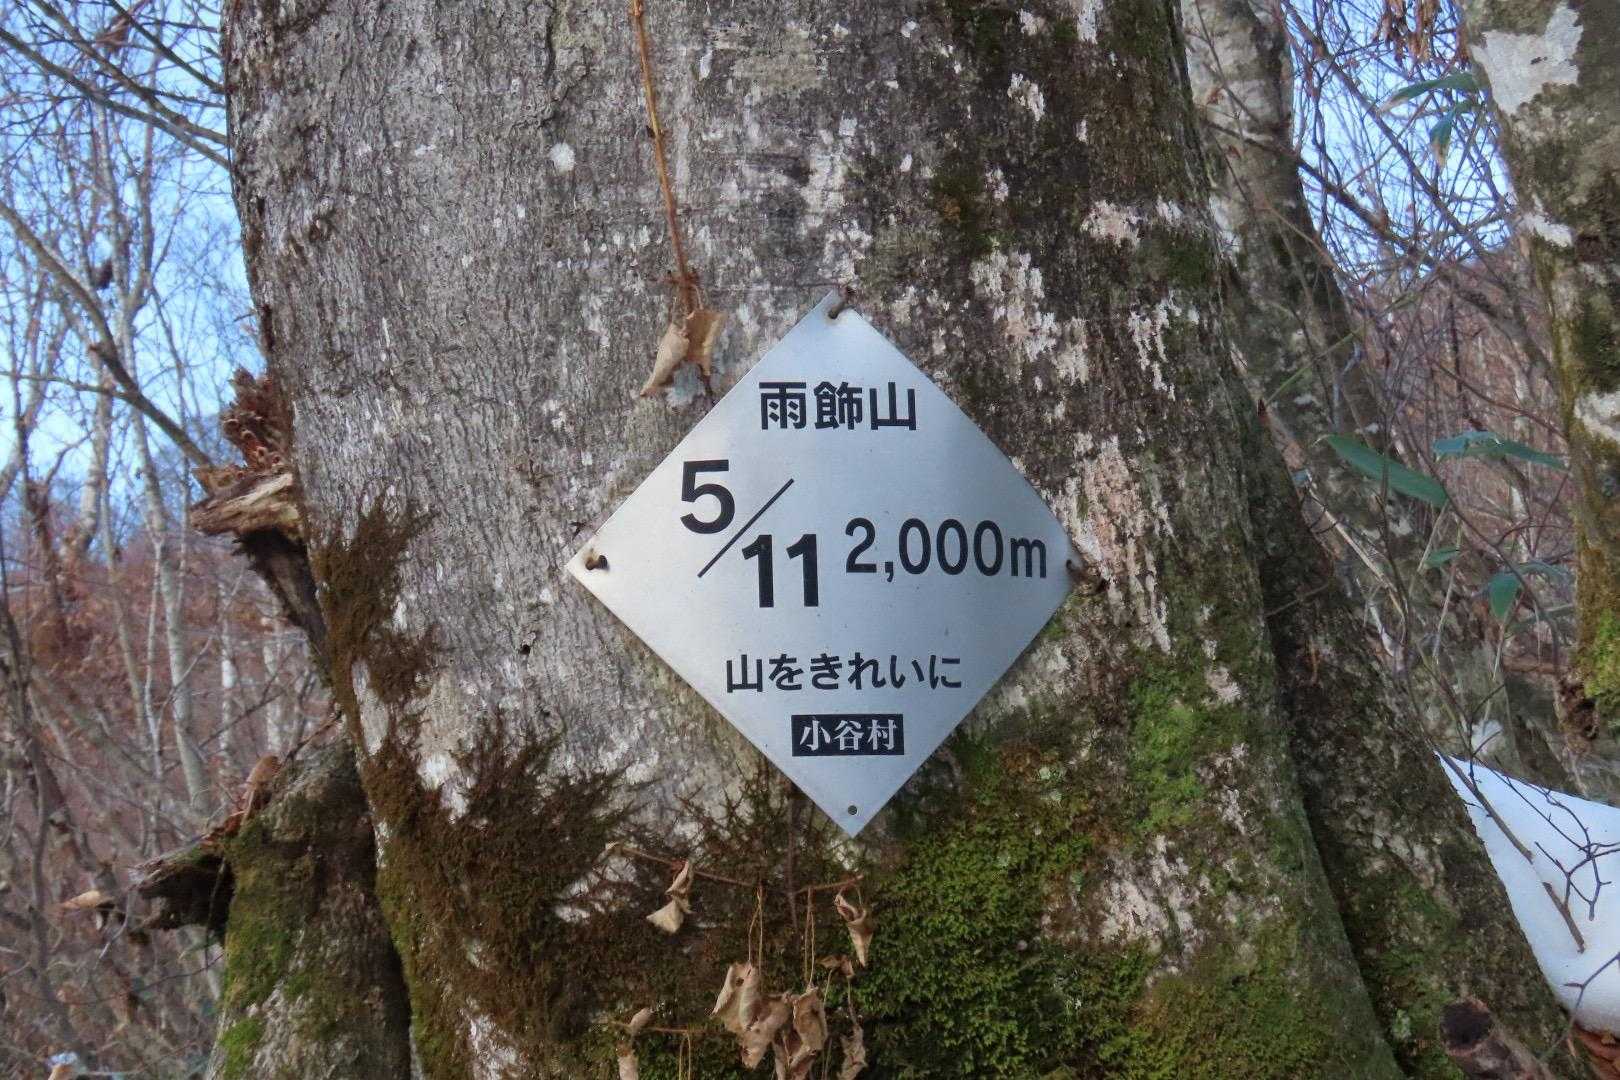 雨飾山
5/11 2,000m
山をきれいに
小谷村